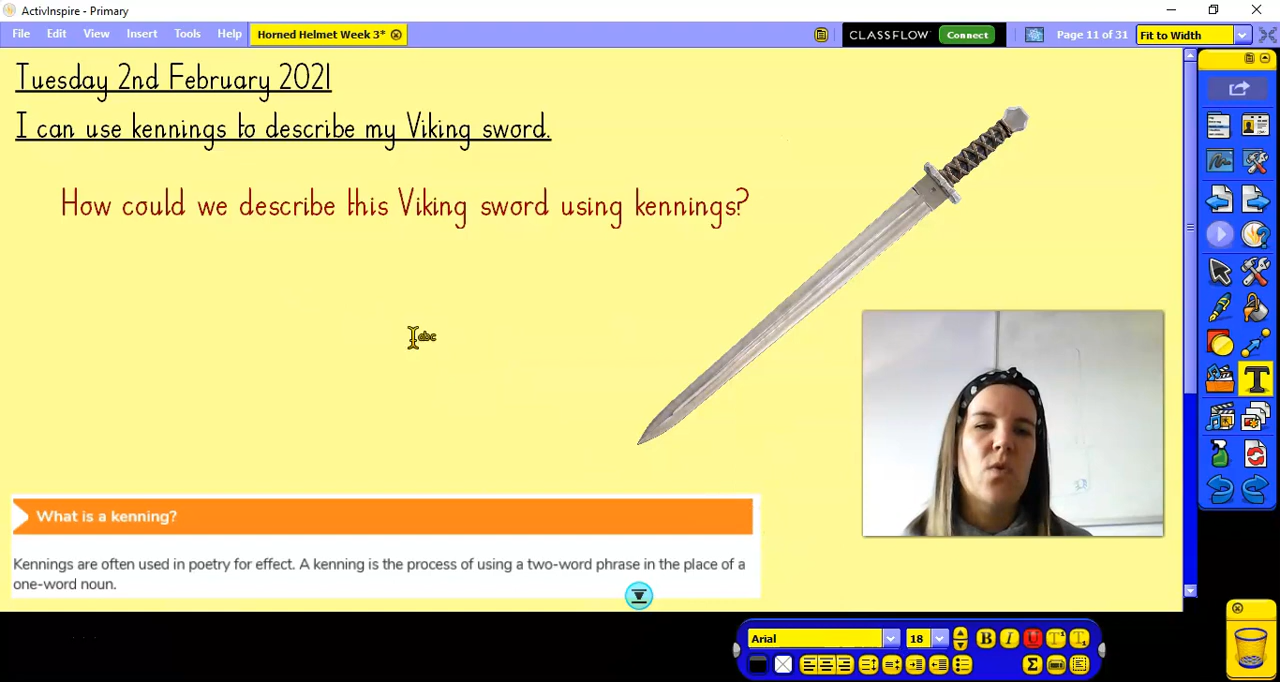 ActivInspire - Primary
File Edit View Insert Tools Help Horned Helmet Week 3* CLASSFLOW Connect Page 11 of 31 Fit to Width
Tuesday 2nd February 2021
I can use kennings to describe my Viking sword.
How could we describe this Viking sword using kennings?
abc
What is a kenning?
Kennings are often used in poetry for effect. A kenning is the process of using a two-word phrase in the place of a
one-word noun.
Arial 18 B I U T T